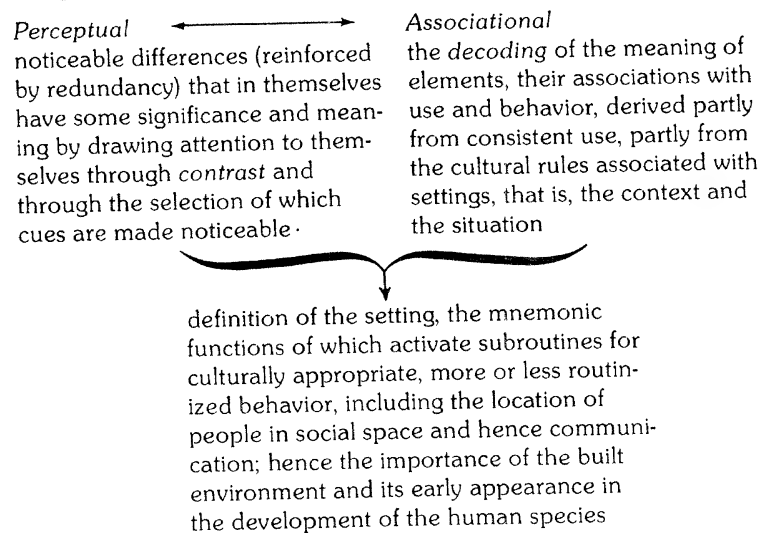 Perceptual
noticeable differences (reinforced
by redundancy) that in themselves
have some significance and mean-
ing by drawing attention to them-
selves through contrast and
through the selection of which
cues are made noticeable.
Associational
the decoding of the meaning of
elements, their associations with
use and behavior, derived partly
from consistent use, partly from
the cultural rules associated with
settings, that is, the context and
the situation
definition of the setting, the mnemonic
functions of which activate subroutines for
culturally appropriate, more or less routin-
ized behavior, including the location of
people in social space and hence communi-
cation; hence the importance of the built
environment and its early appearance in
the development of the human species